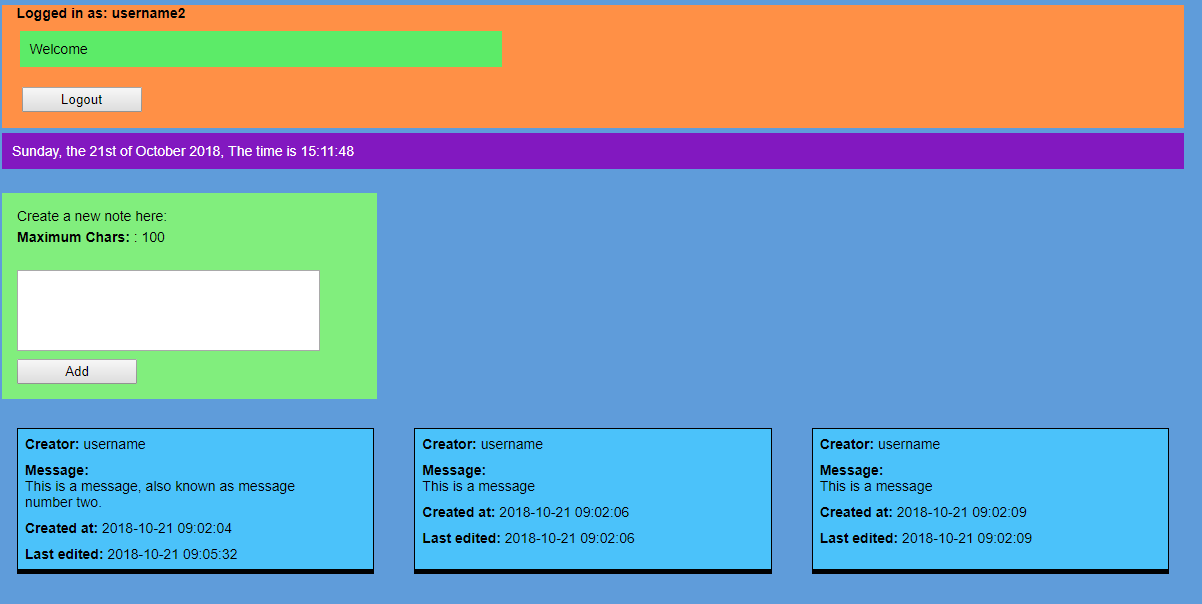 Logged in as: username2
Welcome
Logout
Sunday, the 21st of October 2018, The time is 15:11:48
Create a new note here:
Maximum Chars: : 100
Add
Creator: username
Message:
This is a message, also known as message
number two.
Created at: 2018-10-21 09:02:04
Last edited: 2018-10-21 09:05:32
Creator: username
Message:
This is a message
Created at: 2018-10-21 09:02:06
Last edited: 2018-10-21 09:02:06
Creator: username
Message:
This is a message
Created at: 2018-10-21 09:02:09
Last edited: 2018-10-21 09:02:09